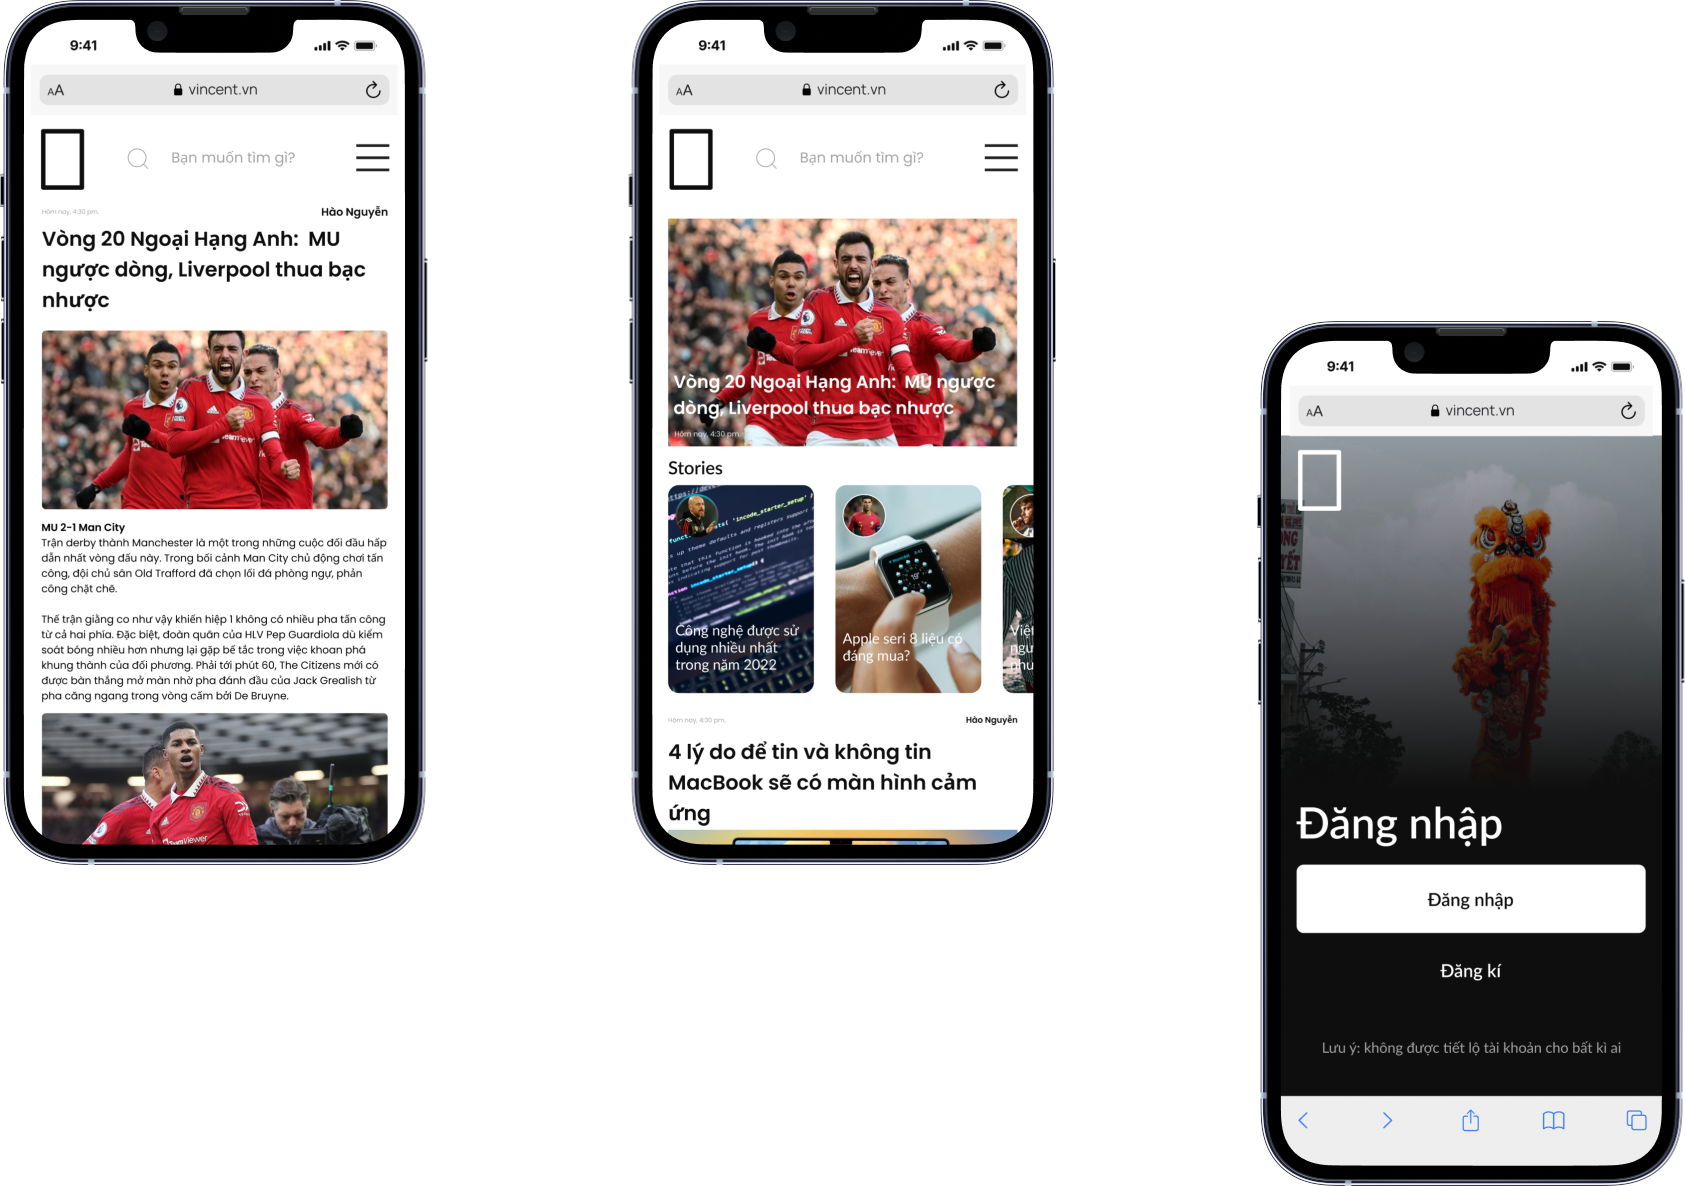 9:41
AA vincent.vn
Bạn muốn tìm gì?
Hôm nay, 4:30 pm.
Hào Nguyễn
Vòng 20 Ngoại Hạng Anh: MU
ngược dòng, Liverpool thua bạc
nhược
MU 2-1 Man City
Trận derby thành Manchester là một trong những cuộc đối đầu hấp
dẫn nhất vòng đấu này. Trong bối cảnh Man City chủ động chơi tấn
công, đội chủ sân Old Trafford đã chọn lối đá phòng ngự, phản
công chặt chẽ.
Thế trận giằng co như vậy khiến hiệp 1 không có nhiều pha tấn công
từ cả hai phía. Đặc biệt, đoàn quân của HLV Pep Guardiola dù kiểm
soát bóng nhiều hơn nhưng lại gặp bế tắc trong việc khoan phá
khung thành của đối phương. Phải tới phút 60, The Citizens mới có
được bàn thắng mở màn nhờ pha đánh đầu của Jack Grealish từ
pha căng ngang trong vòng cấm bởi De Bruyne.
9:41
AA vincent.vn
Bạn muốn tìm gì?
Vòng 20 Ngoại Hạng Anh: MU ngược
dòng, Liverpool thua bạc nhược
Hôm nay, 4:30 pm.
Stories
Công nghệ được sử
dụng nhiều nhất
trong năm 2022
Apple seri 8 liệu có
đáng mua?
Việt
ngư
như
Hôm nay, 4:30 pm.
Hào Nguyễn
4 lý do để tin và không tin
MacBook sẽ có màn hình cảm
ứng
9:41
AA vincent.vn
Đăng nhập
Đăng nhập
Đăng kí
Lưu ý: không được tiết lộ tài khoản cho bất kì ai